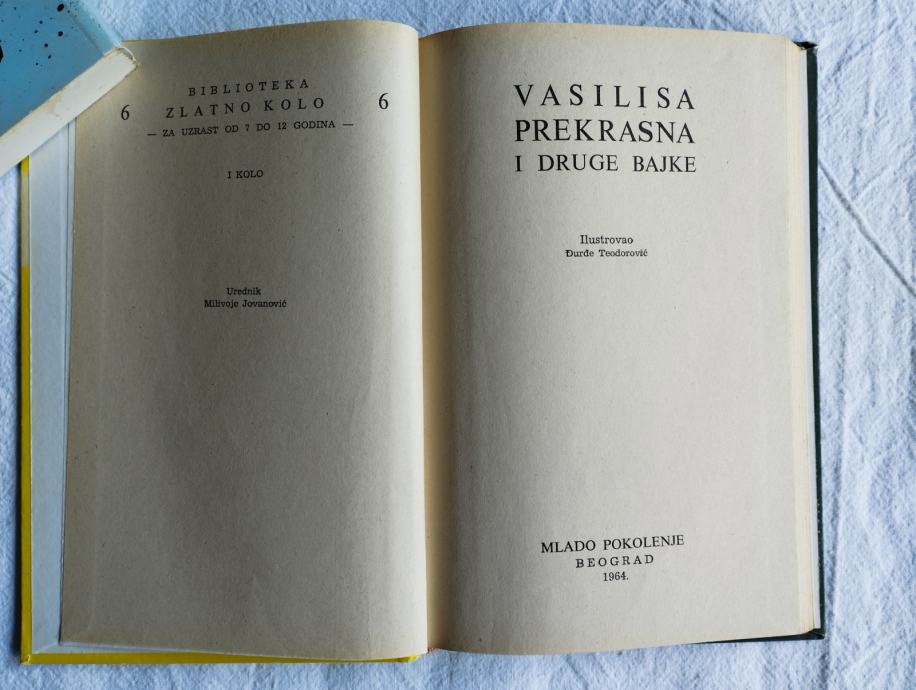 BIBLIOTEKA
6 ZLATNO KOLO 6
— ZA UZRAST OD 7 DO 12 GODINA —
I KOLO
Urednik
Milivoje Jovanović
VASILISA
PREKRASNA
I DRUGE BAJKE
Ilustrovao
Đurđe Teodorović
MLADO POKOLENJE
BEOGRAD
1964.